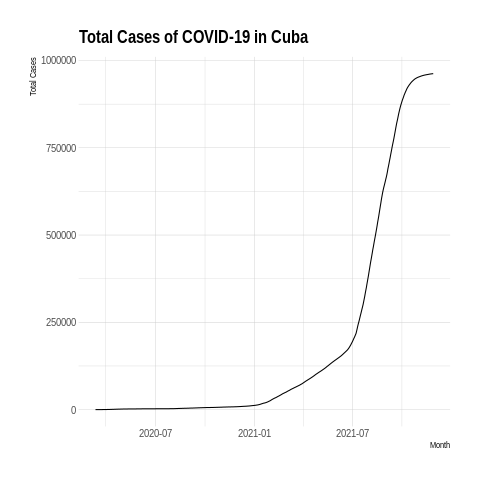 Total Cases of COVID-19 in Cuba
Total Cases
1000000
750000
500000
250000
0
2020-07 2021-01 2021-07
Month